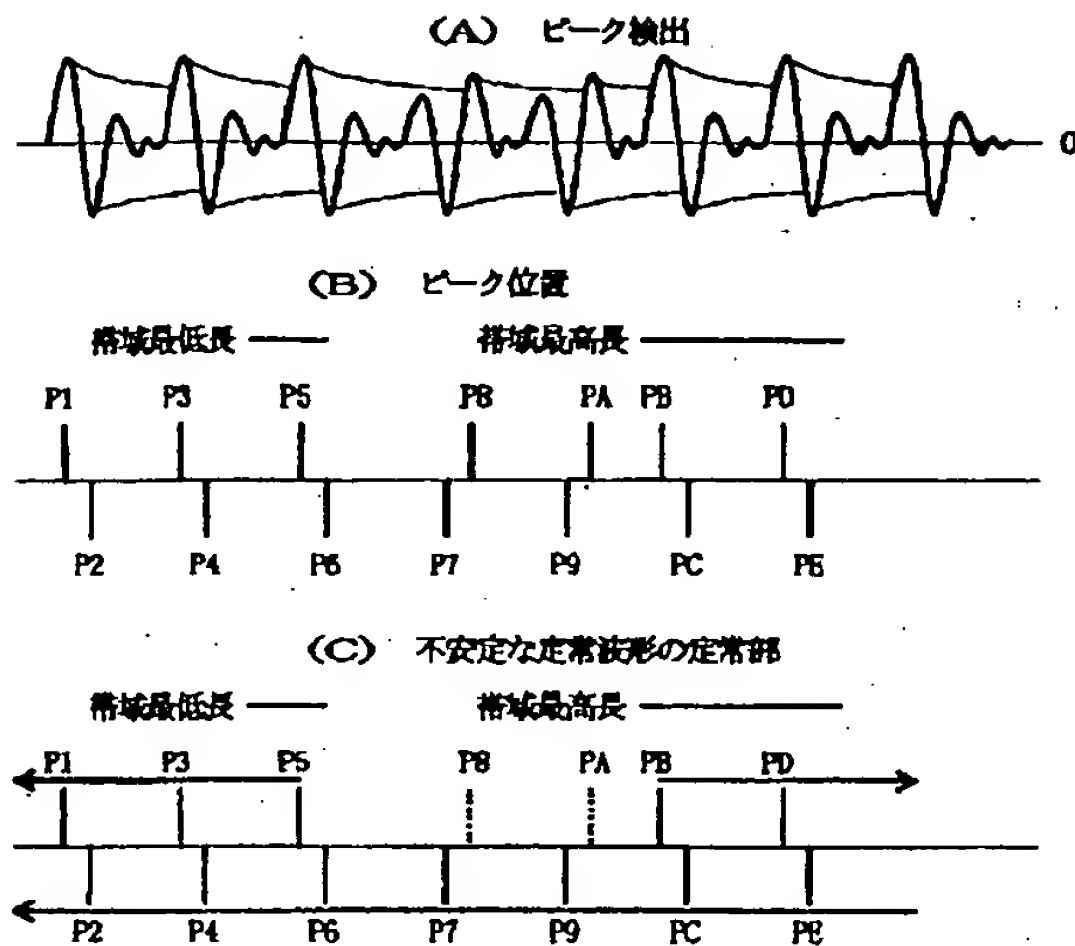 (A) ピーク検出
0
(B) ピーク位置
帯域最低長
帯域最高長
P1 P3 P5 P8 PA PB PD
P2 P4 P6 P7 P9 PC PE
(C) 不安定な定常波形の定常部
帯域最低長
帯域最高長
P1 P3 P5 P8 PA PB PD
P2 P4 P6 P7 P9 PC PE